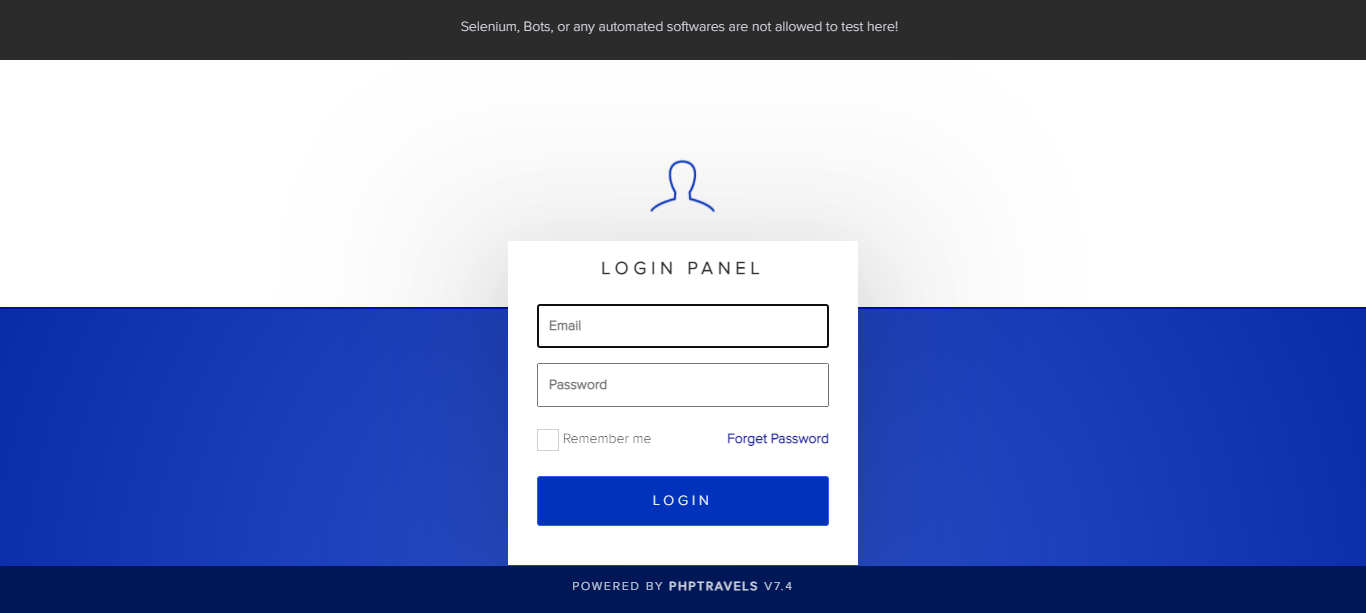 Selenium, Bots, or any automated softwares are not allowed to test here!
LOGIN PANEL
Email
Password
Remember me
Forget Password
LOGIN
POWERED BY PHPTRAVELS V7.4